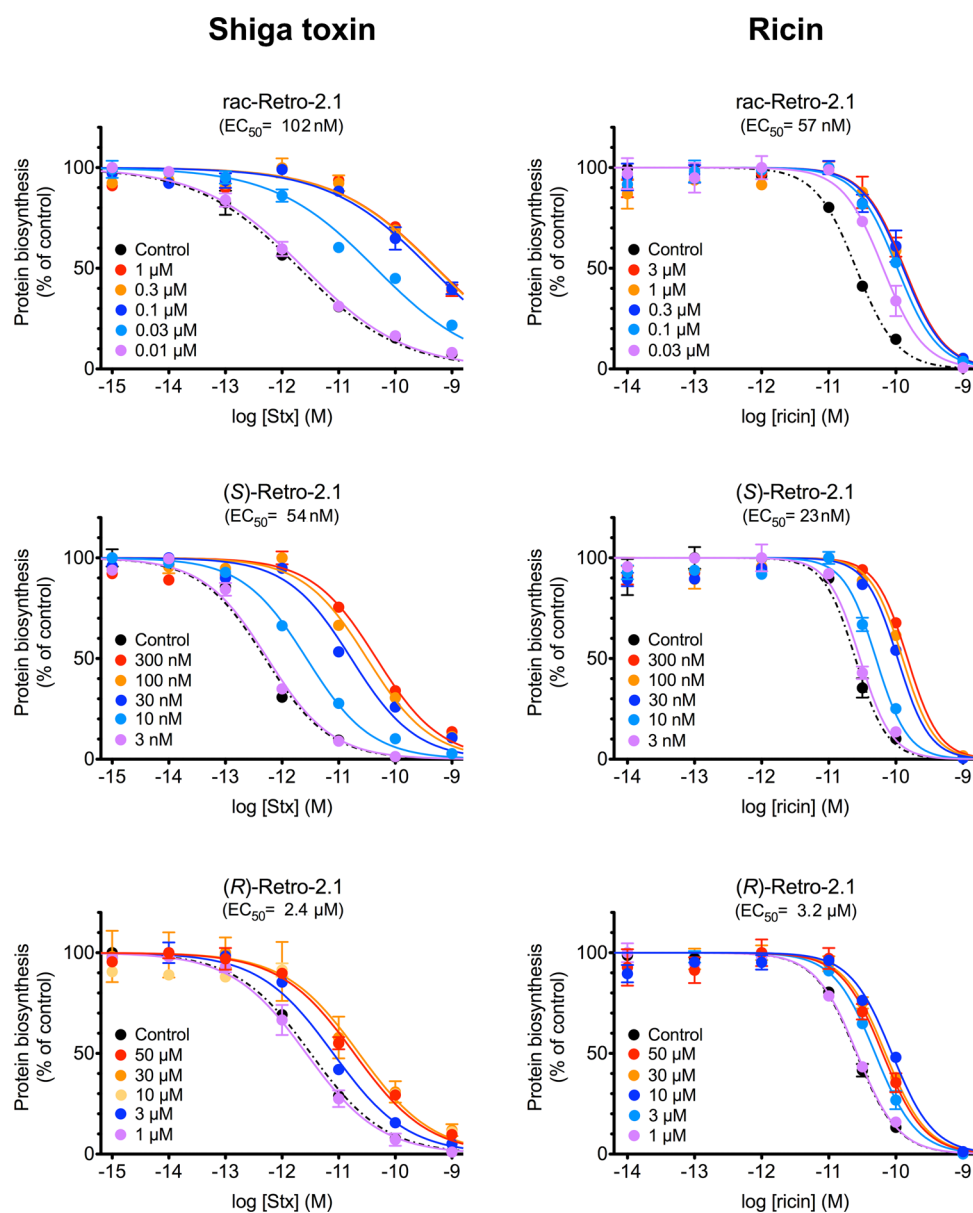 Shiga toxin
Ricin
rac-Retro-2.1
(EC50= 102 nM)
Protein biosynthesis
(% of control)
100
50
0
Control
1 µM
0.3 µM
0.1 µM
0.03 µM
0.01 µM
-15 -14 -13 -12 -11 -10 -9
log [Stx] (M)
rac-Retro-2.1
(EC50= 57 nM)
Protein biosynthesis
(% of control)
100
50
0
Control
3 µM
1 µM
0.3 µM
0.1 µM
0.03 µM
-14 -13 -12 -11 -10 -9
log [ricin] (M)
(S)-Retro-2.1
(EC50= 54 nM)
Protein biosynthesis
(% of control)
100
50
0
Control
300 nM
100 nM
30 nM
10 nM
3 nM
-15 -14 -13 -12 -11 -10 -9
log [Stx] (M)
(S)-Retro-2.1
(EC50= 23 nM)
Protein biosynthesis
(% of control)
100
50
0
Control
300 nM
100 nM
30 nM
10 nM
3 nM
-14 -13 -12 -11 -10 -9
log [ricin] (M)
(R)-Retro-2.1
(EC50= 2.4 µM)
Protein biosynthesis
(% of control)
100
50
0
Control
50 µM
30 µM
10 µM
3 µM
1 µM
-15 -14 -13 -12 -11 -10 -9
log [Stx] (M)
(R)-Retro-2.1
(EC50= 3.2 µM)
Protein biosynthesis
(% of control)
100
50
0
Control
50 µM
30 µM
10 µM
3 µM
1 µM
-14 -13 -12 -11 -10 -9
log [ricin] (M)